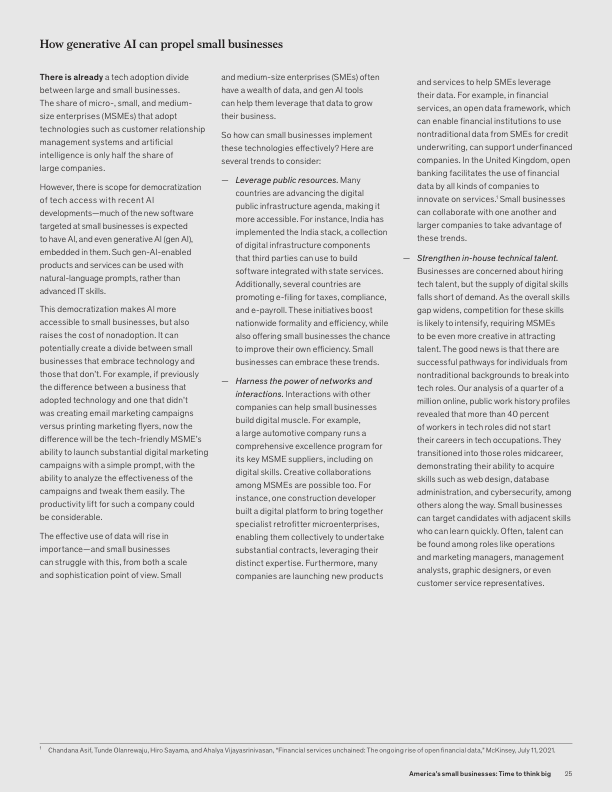 How generative AI can propel small businesses
There is already a tech adoption divide
between large and small businesses.
The share of micro-, small, and medium-
size enterprises (MSMEs) that adopt
technologies such as customer relationship
management systems and artificial
intelligence is only half the share of
large companies.
However, there is scope for democratization
of tech access with recent AI
developments—much of the new software
targeted at small businesses is expected
to have AI, and even generative AI (gen AI),
embedded in them. Such gen-AI-enabled
products and services can be used with
natural-language prompts, rather than
advanced IT skills.
This democratization makes AI more
accessible to small businesses, but also
raises the cost of nonadoption. It can
potentially create a divide between small
businesses that embrace technology and
those that don't. For example, if previously
the difference between a business that
adopted technology and one that didn't
was creating email marketing campaigns
versus printing marketing flyers, now the
difference will be the tech-friendly MSME's
ability to launch substantial digital marketing
campaigns with a simple prompt, with the
ability to analyze the effectiveness of the
campaigns and tweak them easily. The
productivity lift for such a company could
be considerable.
The effective use of data will rise in
importance—and small businesses
can struggle with this, from both a scale
and sophistication point of view. Small
and medium-size enterprises (SMEs) often
have a wealth of data, and gen AI tools
can help them leverage that data to grow
their business.
So how can small businesses implement
these technologies effectively? Here are
several trends to consider:
— Leverage public resources. Many
countries are advancing the digital
public infrastructure agenda, making it
more accessible. For instance, India has
implemented the India stack, a collection
of digital infrastructure components
that third parties can use to build
software integrated with state services.
Additionally, several countries are
promoting e-filing for taxes, compliance,
and e-payroll. These initiatives boost
nationwide formality and efficiency, while
also offering small businesses the chance
to improve their own efficiency. Small
businesses can embrace these trends.
— Harness the power of networks and
interactions. Interactions with other
companies can help small businesses
build digital muscle. For example,
a large automotive company runs a
comprehensive excellence program for
its key MSME suppliers, including on
digital skills. Creative collaborations
among MSMEs are possible too. For
instance, one construction developer
built a digital platform to bring together
specialist retrofitter microenterprises,
enabling them collectively to undertake
substantial contracts, leveraging their
distinct expertise. Furthermore, many
companies are launching new products
and services to help SMEs leverage
their data. For example, in financial
services, an open data framework, which
can enable financial institutions to use
nontraditional data from SMEs for credit
underwriting, can support underfinanced
companies. In the United Kingdom, open
banking facilitates the use of financial
data by all kinds of companies to
innovate on services.¹ Small businesses
can collaborate with one another and
larger companies to take advantage of
these trends.
— Strengthen in-house technical talent.
Businesses are concerned about hiring
tech talent, but the supply of digital skills
falls short of demand. As the overall skills
gap widens, competition for these skills
is likely to intensify, requiring MSMEs
to be even more creative in attracting
talent. The good news is that there are
successful pathways for individuals from
nontraditional backgrounds to break into
tech roles. Our analysis of a quarter of a
million online, public work history profiles
revealed that more than 40 percent
of workers in tech roles did not start
their careers in tech occupations. They
transitioned into those roles midcareer,
demonstrating their ability to acquire
skills such as web design, database
administration, and cybersecurity, among
others along the way. Small businesses
can target candidates with adjacent skills
who can learn quickly. Often, talent can
be found among roles like operations
and marketing managers, management
analysts, graphic designers, or even
customer service representatives.
¹ Chandana Asif, Tunde Olanrewaju, Hiro Sayama, and Ahalya Vijayasrinivasan, "Financial services unchained: The ongoing rise of open financial data," McKinsey, July 11, 2021.
America's small businesses: Time to think big 25